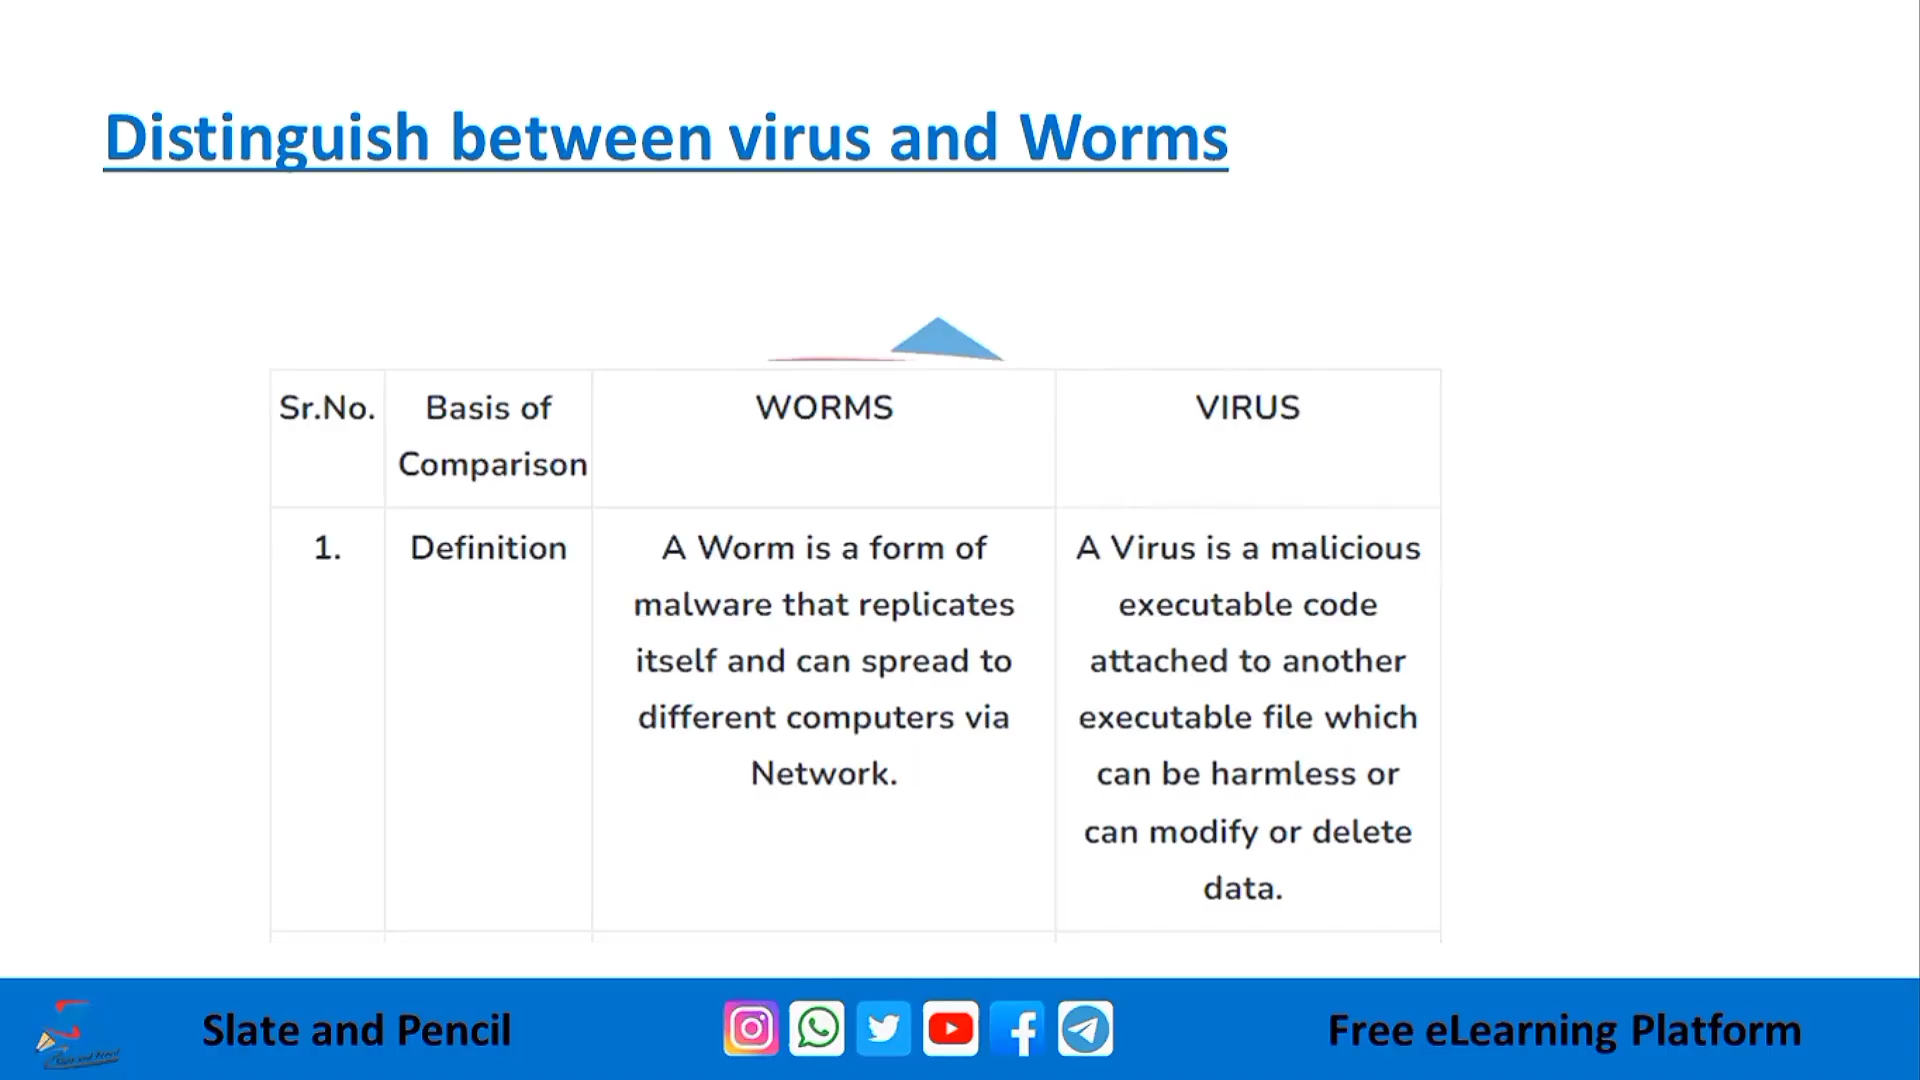 Distinguish between virus and Worms
Sr.No.
Basis of
Comparison
WORMS
VIRUS
1.
Definition
A Worm is a form of
malware that replicates
itself and can spread to
different computers via
Network.
A Virus is a malicious
executable code
attached to another
executable file which
can be harmless or
can modify or delete
data.
Slate and Pencil
Free eLearning Platform